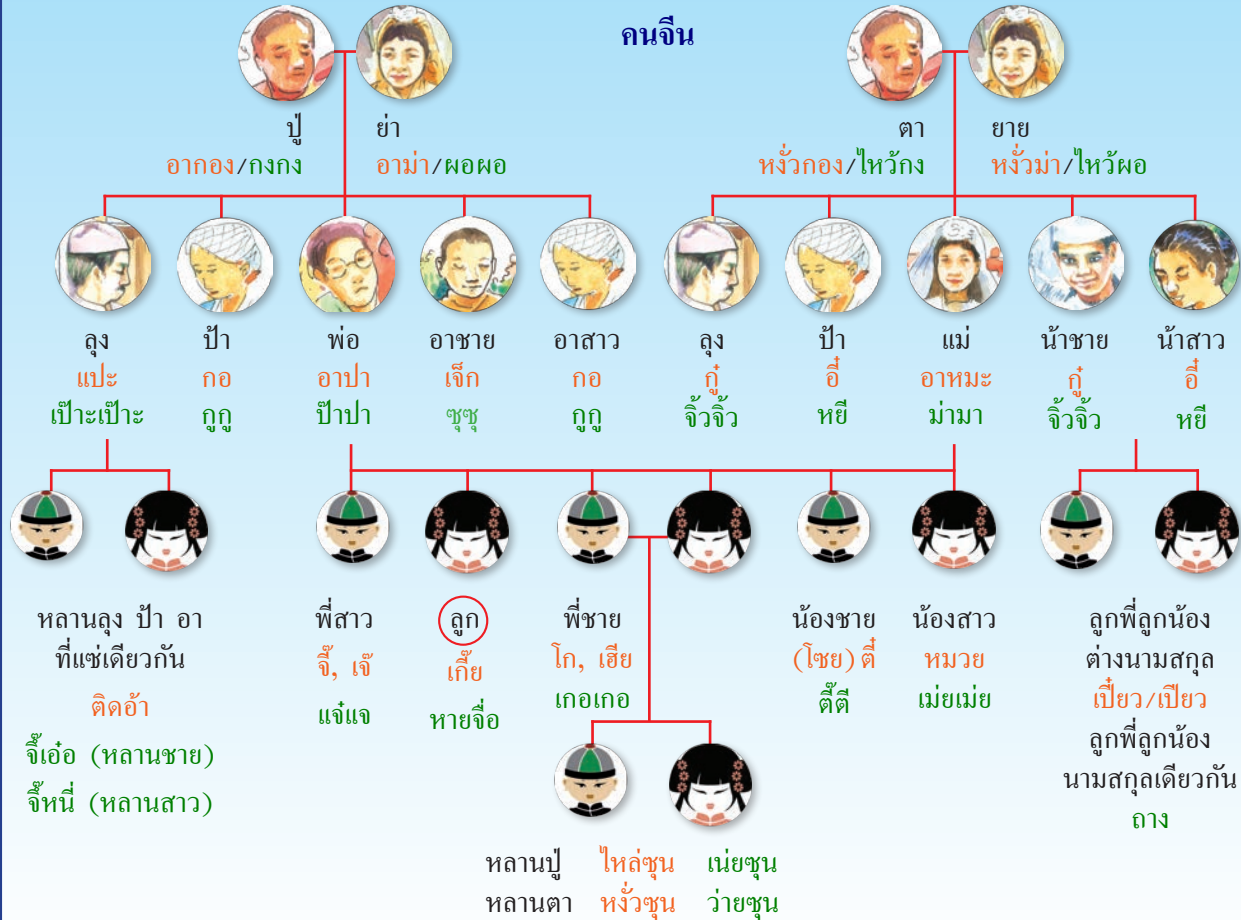 คนจีน
ปู่ ย่า ตา ยาย
อากอง/กงกง อาม่า/ผอผอ หงั่วกอง/ไหว้กง หงั่วม่า/ไหว้ผอ
ลุง ป้า พ่อ อาชาย อาสาว ลุง ป้า แม่ น้าชาย น้าสาว
แปะ กอ อาปา เจ็ก กอ กู๋ อี๋ อาหมะ กู๋ อี๋
เป๊าะเป๊าะ กูกู ป๊าปา ซุซุ กูกู จิ้วจิ้ว หยี ม่ามา จิ้วจิ้ว หยี
หลานลุง ป้า อา พี่สาว ลูก พี่ชาย น้องชาย น้องสาว ลูกพี่ลูกน้อง
ที่แซ่เดียวกัน จี๊, เจ๊ เกี๊ย โก, เฮีย (โซย) ตี๋ หมวย ต่างนามสกุล
ติดอ้า แจ๋แจ หายจื่อ เกอเกอ ตี๊ตี เม่ยเม่ย เปี๋ยว/เปียว
จี๊เอ๋อ (หลานชาย) ลูกพี่ลูกน้อง
จี๊หนี่ (หลานสาว) นามสกุลเดียวกัน
ถาง
หลานปู่ ไหล่ซุน เน่ยซุน
หลานตา หงั่วซุน ว่ายซุน